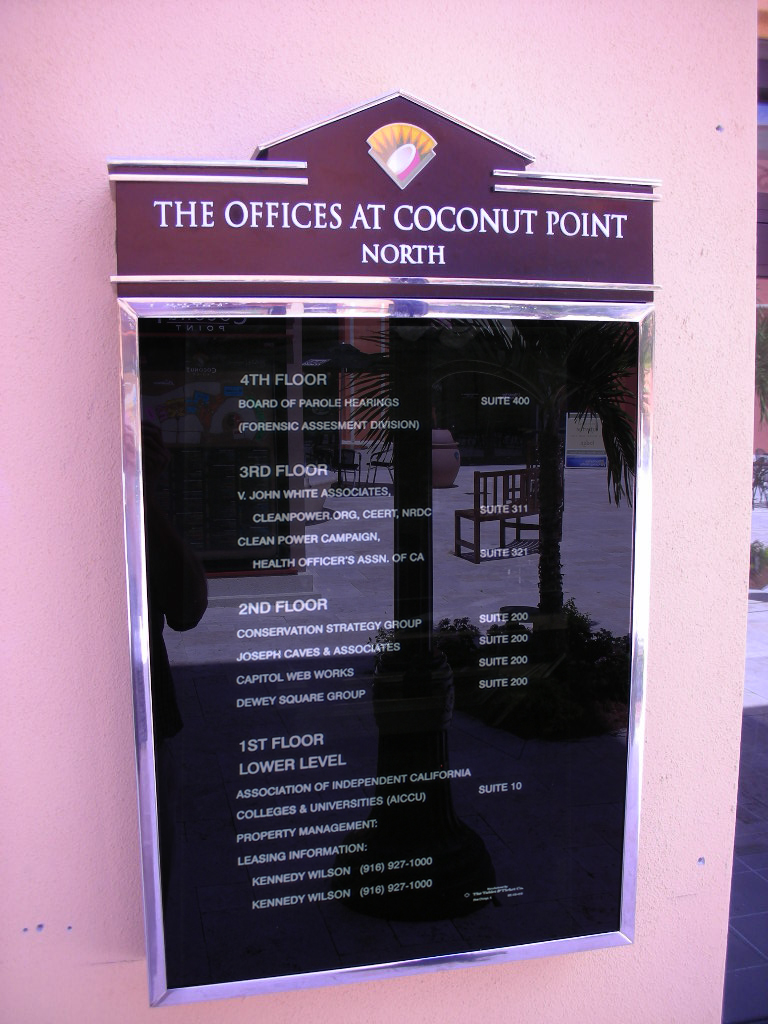 THE OFFICES AT COCONUT POINT
NORTH
4TH FLOOR
BOARD OF PAROLE HEARINGS SUITE 400
(FORENSIC ASSESMENT DIVISION)
3RD FLOOR
V. JOHN WHITE ASSOCIATES,
CLEANPOWER.ORG, CEERT, NRDC SUITE 311
CLEAN POWER CAMPAIGN,
HEALTH OFFICER'S ASSN. OF CA SUITE 321
2ND FLOOR
CONSERVATION STRATEGY GROUP SUITE 200
JOSEPH CAVES & ASSOCIATES SUITE 200
CAPITOL WEB WORKS SUITE 200
DEWEY SQUARE GROUP SUITE 200
1ST FLOOR
LOWER LEVEL
ASSOCIATION OF INDEPENDENT CALIFORNIA
COLLEGES & UNIVERSITIES (AICCU) SUITE 10
PROPERTY MANAGEMENT:
LEASING INFORMATION:
KENNEDY WILSON (916) 927-1000
KENNEDY WILSON (916) 927-1000